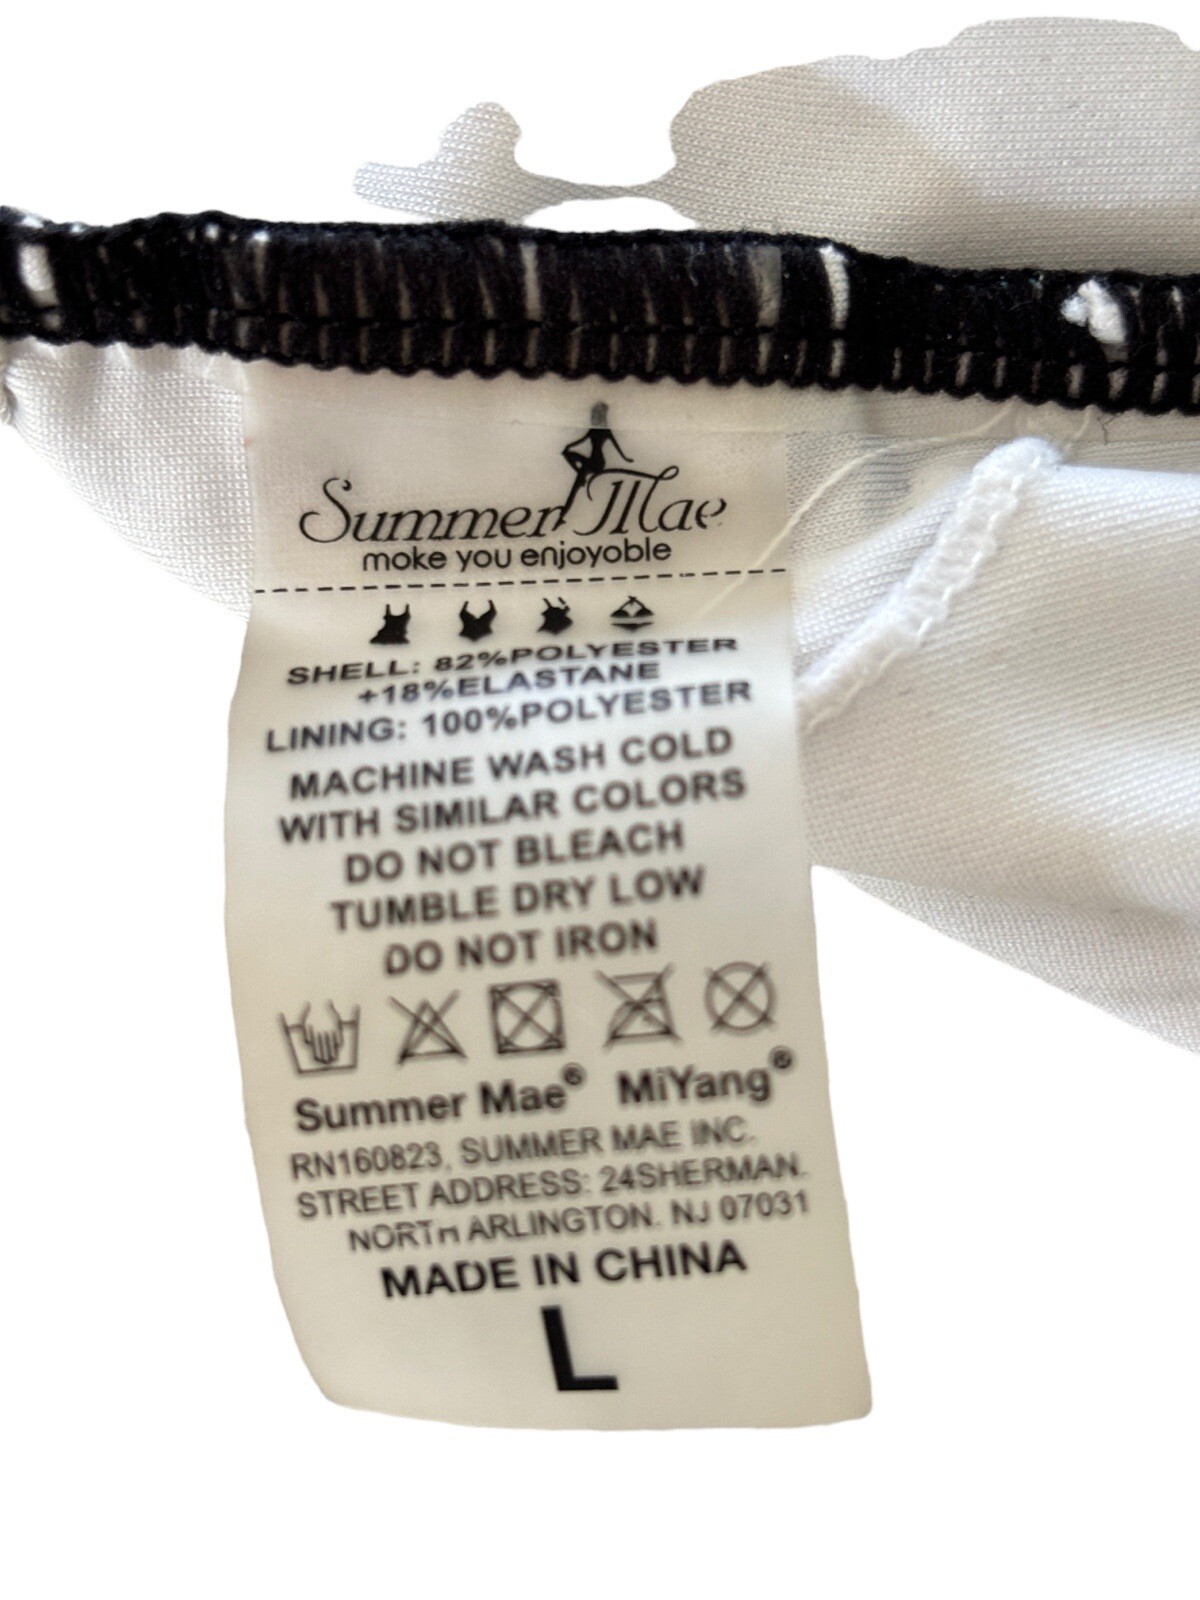 Summer Mae
make you enjoyoble
SHELL: 82%POLYESTER
+18%ELASTANE
LINING: 100%POLYESTER
MACHINE WASH COLD
WITH SIMILAR COLORS
DO NOT BLEACH
TUMBLE DRY LOW
DO NOT IRON
Summer Mae® MiYang®
RN160823, SUMMER MAE INC.
STREET ADDRESS: 24SHERMAN.
NORTH ARLINGTON. NJ 07031
MADE IN CHINA
L